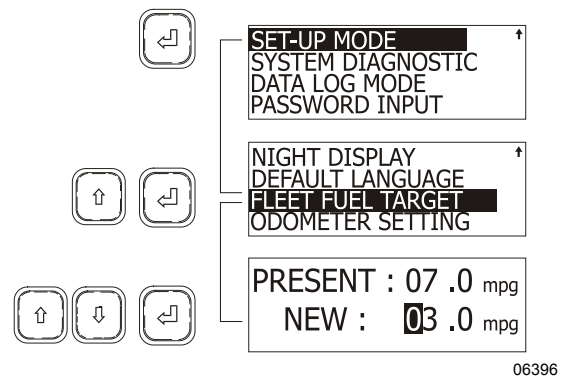 SET-UP MODE
SYSTEM DIAGNOSTIC
DATA LOG MODE
PASSWORD INPUT
NIGHT DISPLAY
DEFAULT LANGUAGE
FLEET FUEL TARGET
ODOMETER SETTING
PRESENT : 07 .0 mpg
NEW : 03 .0 mpg
06396